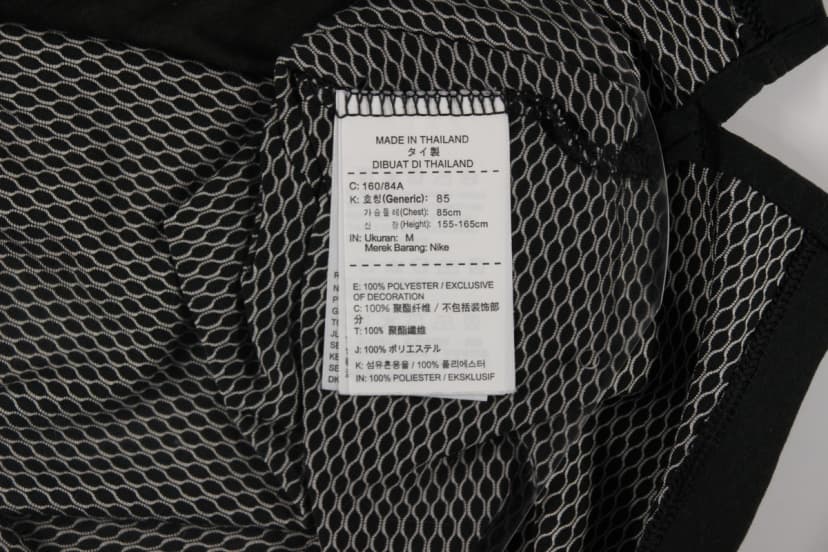 MADE IN THAILAND
タイ製
DIBUAT DI THAILAND
C: 160/84A
K: 호칭(Generic): 85
가슴둘레(Chest): 85cm
신 장(Height): 155-165cm
IN: Ukuran: M
Merek Barang: Nike
E: 100% POLYESTER / EXCLUSIVE
OF DECORATION
C: 100% 聚酯纤维 / 不包括装饰部
分
T: 100% 聚酯纖維
J: 100% ポリエステル
K: 섬유혼용율 / 100% 폴리에스터
IN: 100% POLIESTER / EKSKLUSIF